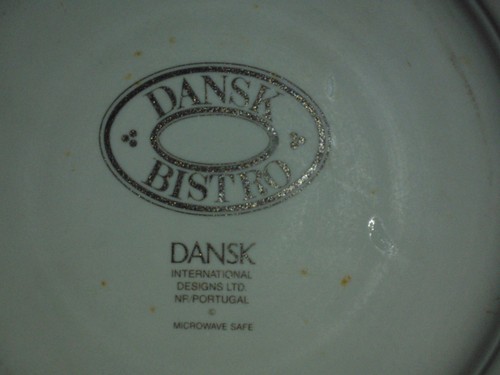 DANSK
BISTRO
DANSK
INTERNATIONAL
DESIGNS LTD
NF/PORTUGAL
©
MICROWAVE SAFE